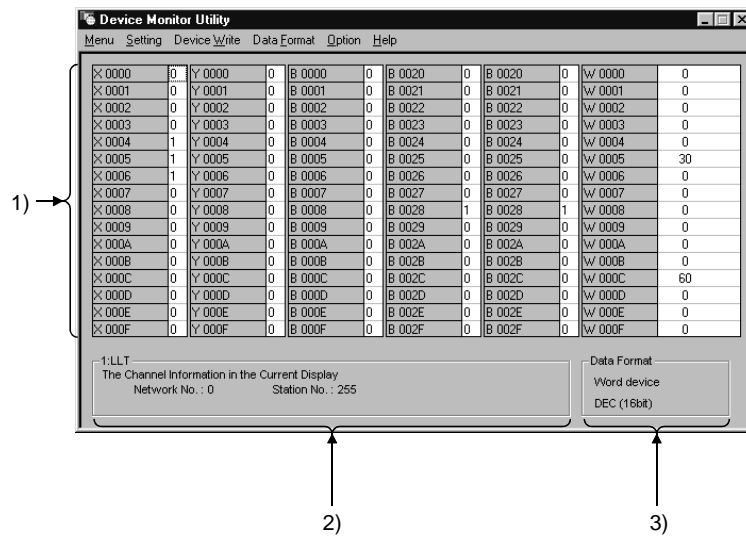 Device Monitor Utility
Menu Setting Device Write Data Format Option Help
X 0000 0 Y 0000 0 B 0000 0 B 0020 0 B 0020 0 W 0000 0
X 0001 0 Y 0001 0 B 0001 0 B 0021 0 B 0021 0 W 0001 0
X 0002 0 Y 0002 0 B 0002 0 B 0022 0 B 0022 0 W 0002 0
X 0003 0 Y 0003 0 B 0003 0 B 0023 0 B 0023 0 W 0003 0
X 0004 1 Y 0004 0 B 0004 0 B 0024 0 B 0024 0 W 0004 0
X 0005 1 Y 0005 0 B 0005 0 B 0025 0 B 0025 0 W 0005 30
X 0006 1 Y 0006 0 B 0006 0 B 0026 0 B 0026 0 W 0006 0
X 0007 0 Y 0007 0 B 0007 0 B 0027 0 B 0027 0 W 0007 0
1) X 0008 0 Y 0008 0 B 0008 0 B 0028 1 B 0028 1 W 0008 0
X 0009 0 Y 0009 0 B 0009 0 B 0029 0 B 0029 0 W 0009 0
X 000A 0 Y 000A 0 B 000A 0 B 002A 0 B 002A 0 W 000A 0
X 000B 0 Y 000B 0 B 000B 0 B 002B 0 B 002B 0 W 000B 0
X 000C 0 Y 000C 0 B 000C 0 B 002C 0 B 002C 0 W 000C 60
X 000D 0 Y 000D 0 B 000D 0 B 002D 0 B 002D 0 W 000D 0
X 000E 0 Y 000E 0 B 000E 0 B 002E 0 B 002E 0 W 000E 0
X 000F 0 Y 000F 0 B 000F 0 B 002F 0 B 002F 0 W 000F 0
1:LLT
The Channel Information in the Current Display
Network No. : 0 Station No. : 255
Data Format
Word device
DEC (16bit)
2)
3)